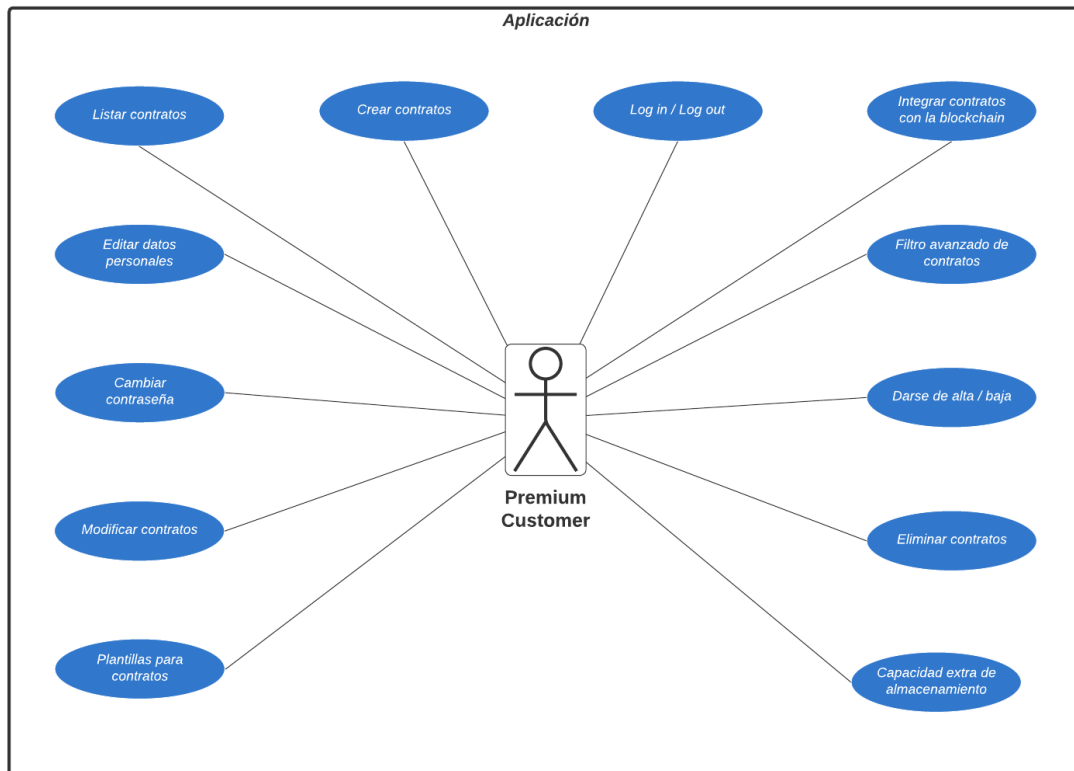 Aplicación
Listar contratos
Crear contratos
Log in / Log out
Integrar contratos
con la blockchain
Editar datos
personales
Filtro avanzado de
contratos
Cambiar
contraseña
Darse de alta / baja
Premium
Customer
Modificar contratos
Eliminar contratos
Plantillas para
contratos
Capacidad extra de
almacenamiento